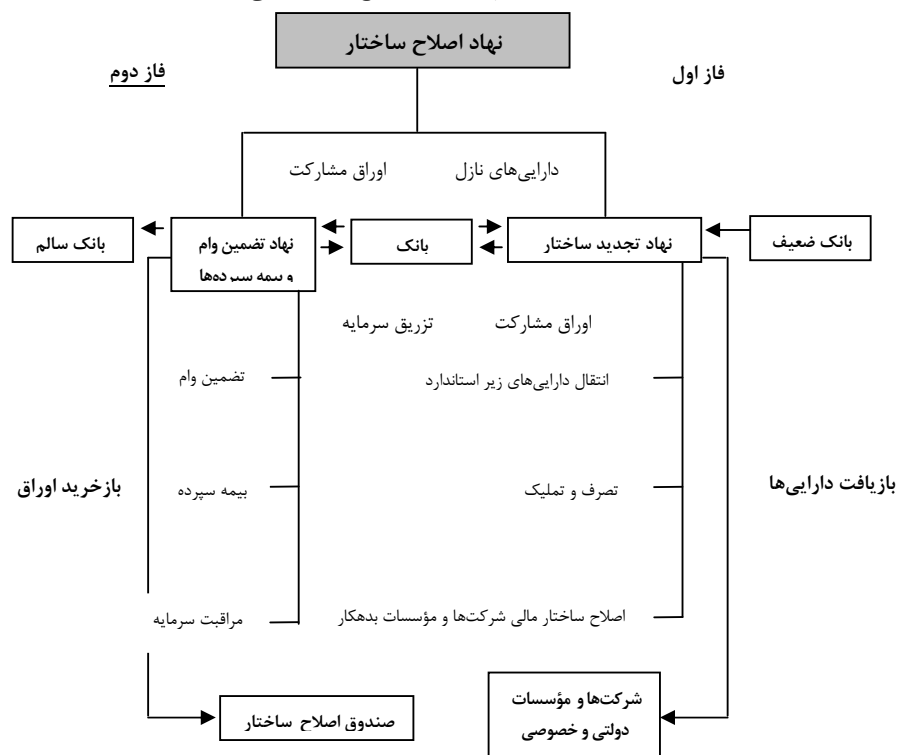 نهاد اصلاح ساختار
فاز اول
فاز دوم
دارایی‌های نازل
اوراق مشارکت
بانک ضعیف
نهاد تجدید ساختار
بانک
نهاد تضمین وام
و بیمه سپرده‌ها
بانک سالم
اوراق مشارکت
تزریق سرمایه
انتقال دارایی‌های زیر استاندارد
تضمین وام
بازیافت دارایی‌ها
تصرف و تملیک
بیمه سپرده
بازخرید اوراق
اصلاح ساختار مالی شرکت‌ها و مؤسسات بدهکار
مراقبت سرمایه
شرکت‌ها و مؤسسات
دولتی و خصوصی
صندوق اصلاح ساختار